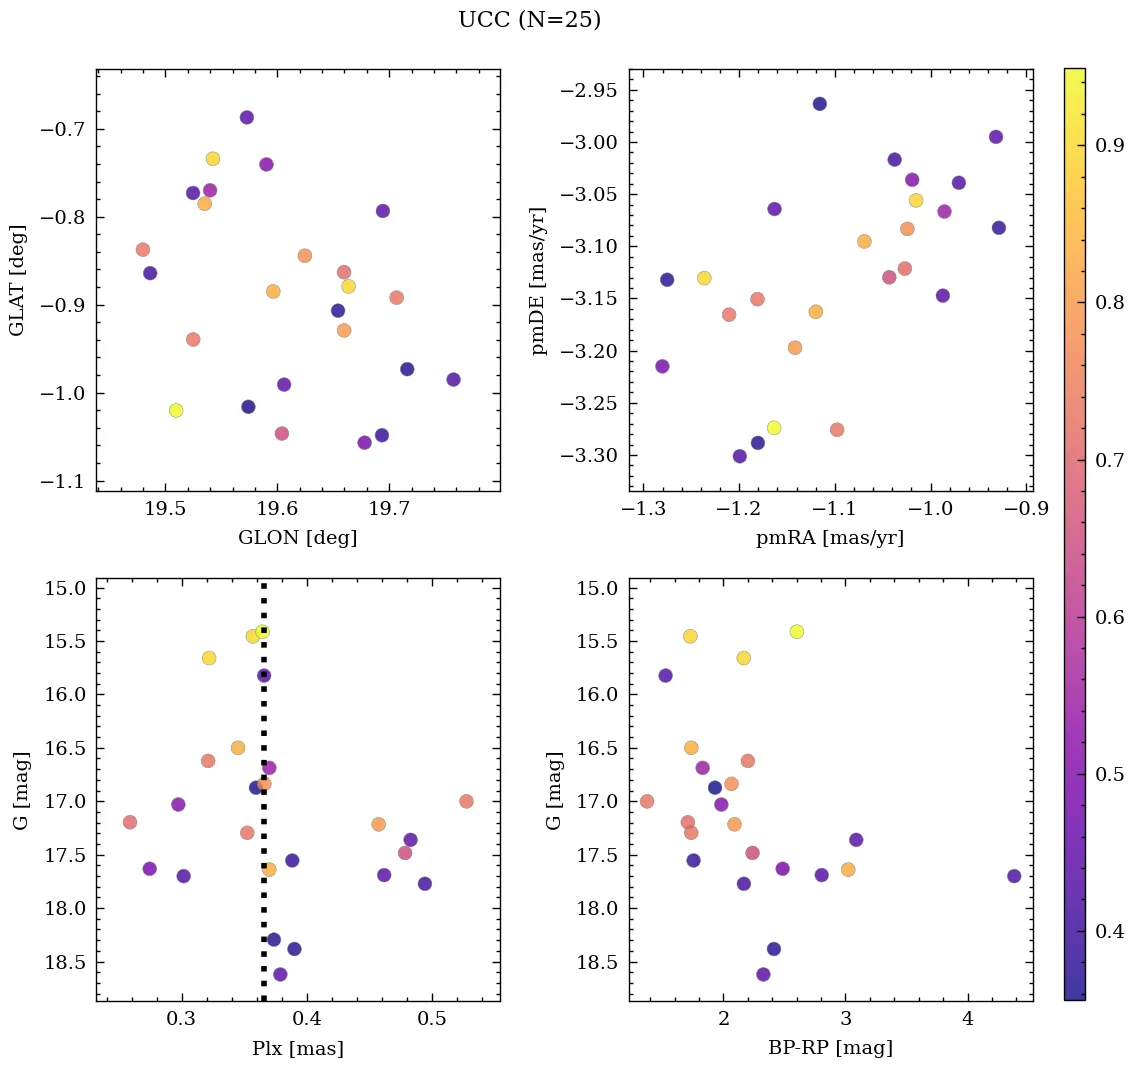 UCC (N=25)
−0.7
−0.8
−0.9
−1.0
−1.1
GLAT [deg]
19.5 19.6 19.7
GLON [deg]
−2.95
−3.00
−3.05
−3.10
−3.15
−3.20
−3.25
−3.30
pmDE [mas/yr]
−1.3 −1.2 −1.1 −1.0 −0.9
pmRA [mas/yr]
15.0
15.5
16.0
16.5
17.0
17.5
18.0
18.5
G [mag]
0.3 0.4 0.5
Plx [mas]
15.0
15.5
16.0
16.5
17.0
17.5
18.0
18.5
G [mag]
2 3 4
BP-RP [mag]
0.9
0.8
0.7
0.6
0.5
0.4